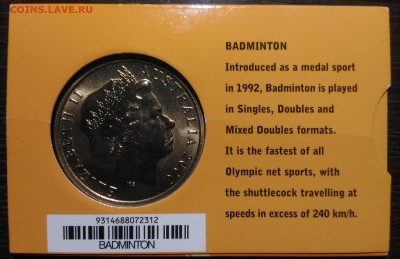 COINS.ЛАВЕ.RU
BADMINTON
Introduced as a medal sport
in 1992, Badminton is played
in Singles, Doubles and
Mixed Doubles formats.
It is the fastest of all
Olympic net sports, with
the shuttlecock travelling at
speeds in excess of 240 km/h.
ELIZABETH II
AUSTRALIA
9314688072312
BADMINTON